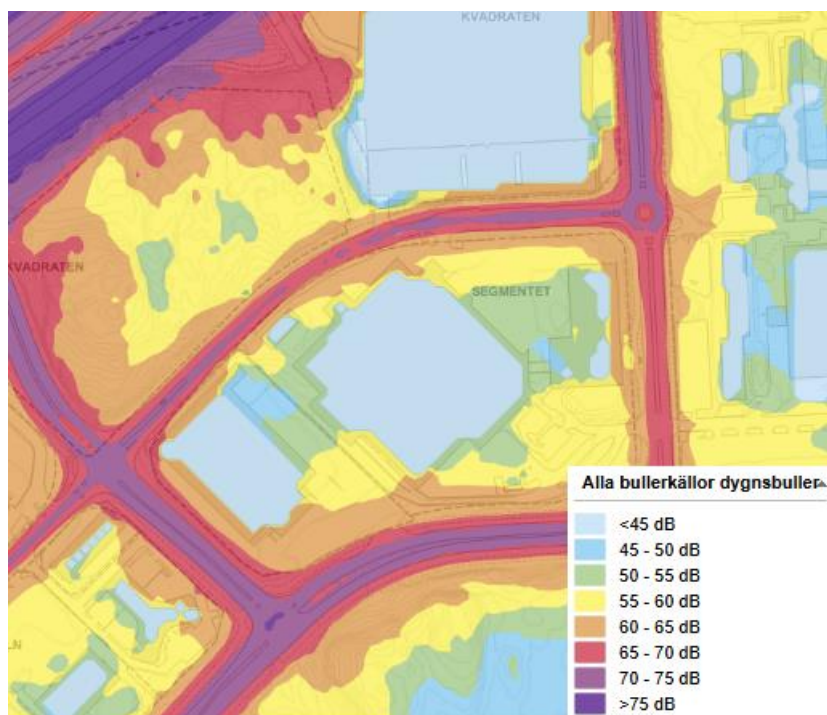 KVADRATEN
KVADRATEN
SEGMENTET
Alla bullerkällor dygnsbuller
<45 dB
45 - 50 dB
50 - 55 dB
55 - 60 dB
60 - 65 dB
65 - 70 dB
70 - 75 dB
>75 dB
LN